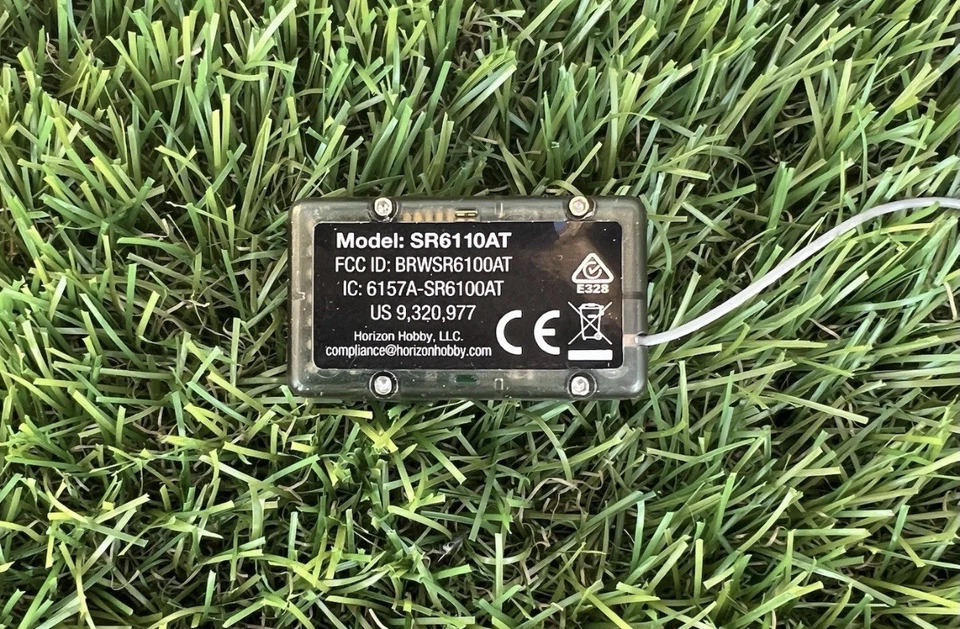 Model: SR6110AT
FCC ID: BRWSR6100AT
IC: 6157A-SR6100AT
US 9,320,977
Horizon Hobby, LLC.
compliance@horizonhobby.com
E328
CE